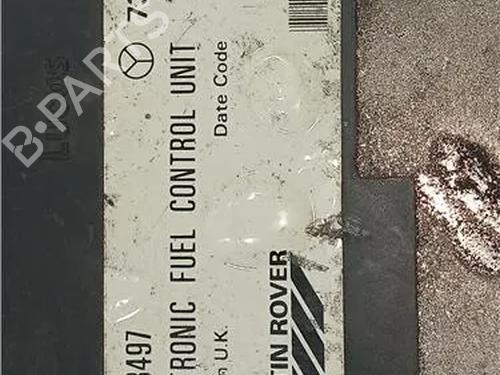 B-PARTS
73
Date Code
TRONIC FUEL CONTROL UNIT
3497
U.K.
TIN ROVER